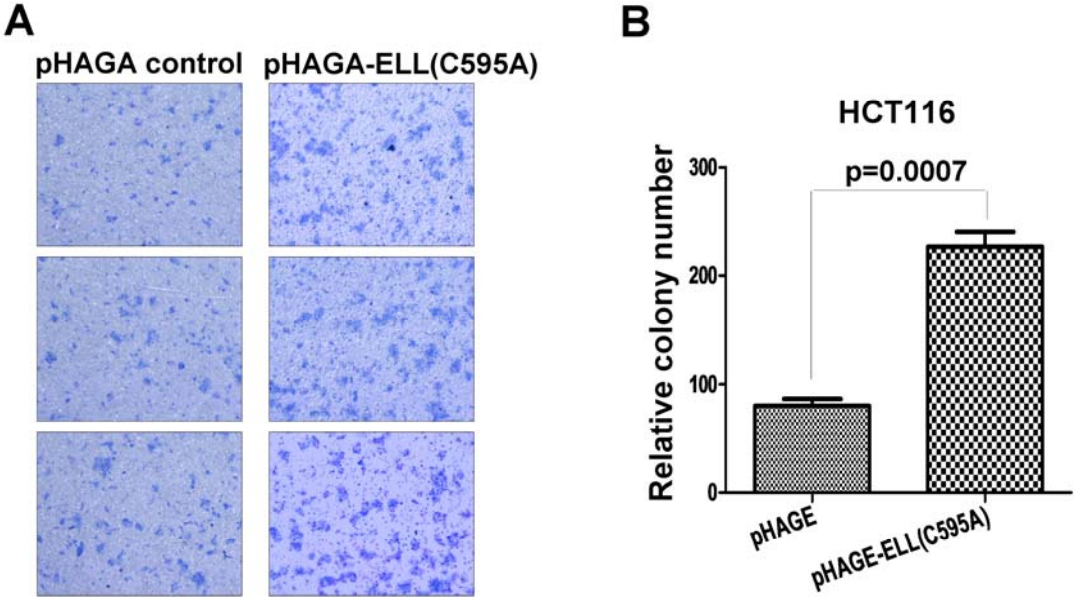 A
pHAGA control
pHAGA-ELL(C595A)
B
HCT116
p=0.0007
Relative colony number
300
200
100
0
pHAGE
pHAGE-ELL(C595A)